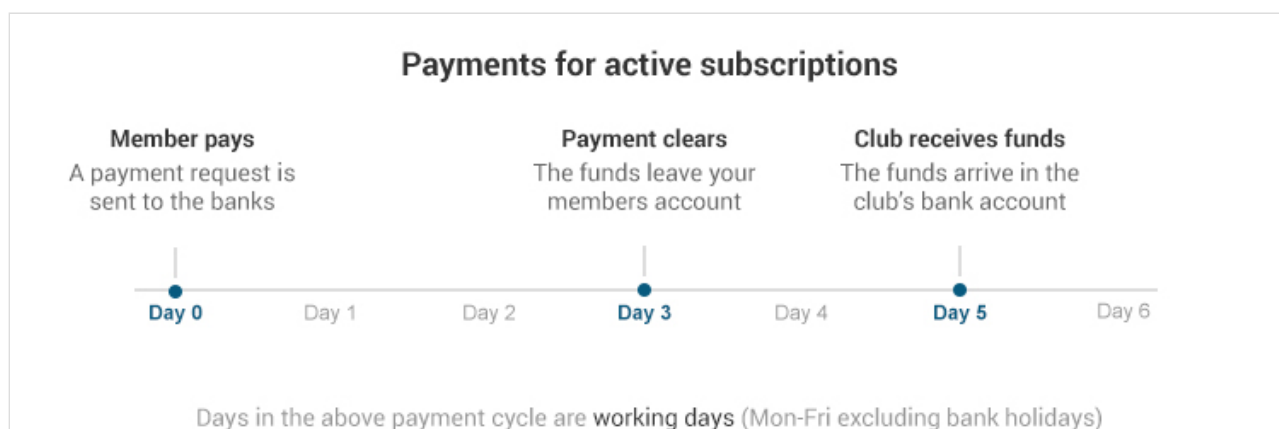 Payments for active subscriptions
Member pays
A payment request is
sent to the banks
Payment clears
The funds leave your
members account
Club receives funds
The funds arrive in the
club's bank account
Day 0
Day 1
Day 2
Day 3
Day 4
Day 5
Day 6
Days in the above payment cycle are working days (Mon-Fri excluding bank holidays)